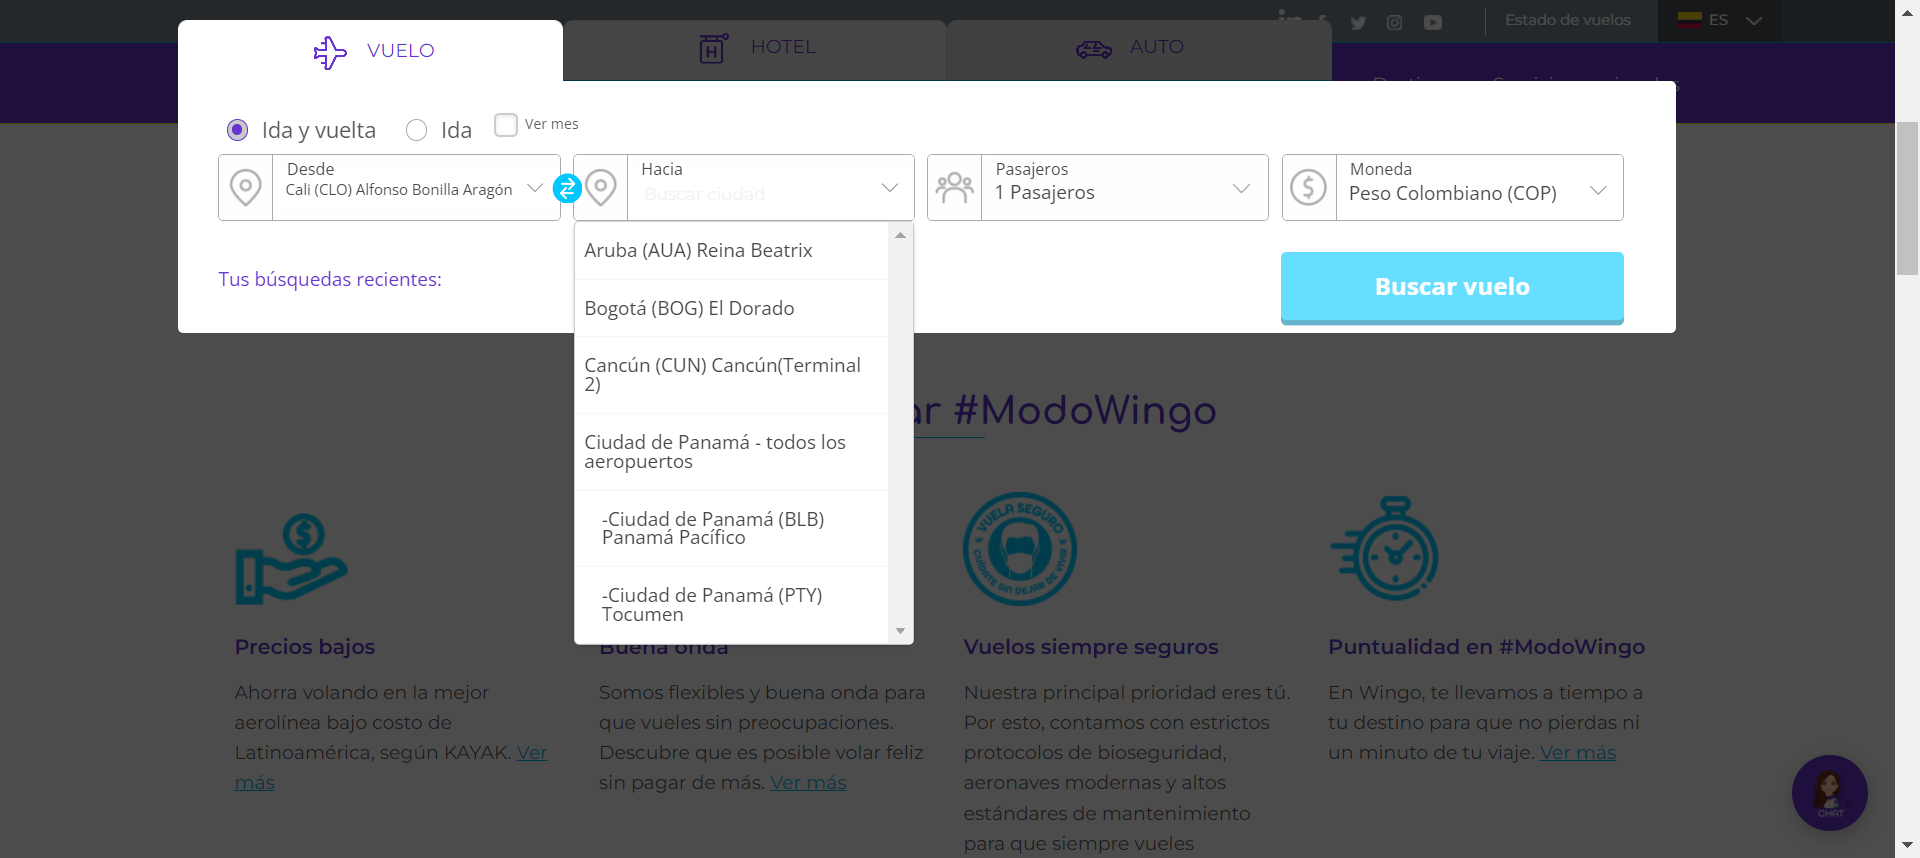 Estado de vuelos
ES
VUELO
HOTEL
AUTO
Ida y vuelta
Ida
Ver mes
Desde
Cali (CLO) Alfonso Bonilla Aragón
Hacia
Buscar ciudad
Pasajeros
1 Pasajeros
Moneda
Peso Colombiano (COP)
Aruba (AUA) Reina Beatrix
Bogotá (BOG) El Dorado
Cancún (CUN) Cancún(Terminal
2)
Ciudad de Panamá - todos los
aeropuertos
-Ciudad de Panamá (BLB)
Panamá Pacífico
-Ciudad de Panamá (PTY)
Tocumen
Tus búsquedas recientes:
Buscar vuelo
#ModoWingo
Precios bajos
Ahorra volando en la mejor
aerolínea bajo costo de
Latinoamérica, según KAYAK. Ver
más
Buena onda
Somos flexibles y buena onda para
que vueles sin preocupaciones.
Descubre que es posible volar feliz
sin pagar de más. Ver más
VUELA SEGURO
CUÍDATE SIN DEJAR DE VIVIR
Vuelos siempre seguros
Nuestra principal prioridad eres tú.
Por esto, contamos con estrictos
protocolos de bioseguridad,
aeronaves modernas y altos
estándares de mantenimiento
para que siempre vueles
Puntualidad en #ModoWingo
En Wingo, te llevamos a tiempo a
tu destino para que no pierdas ni
un minuto de tu viaje. Ver más
CHAT